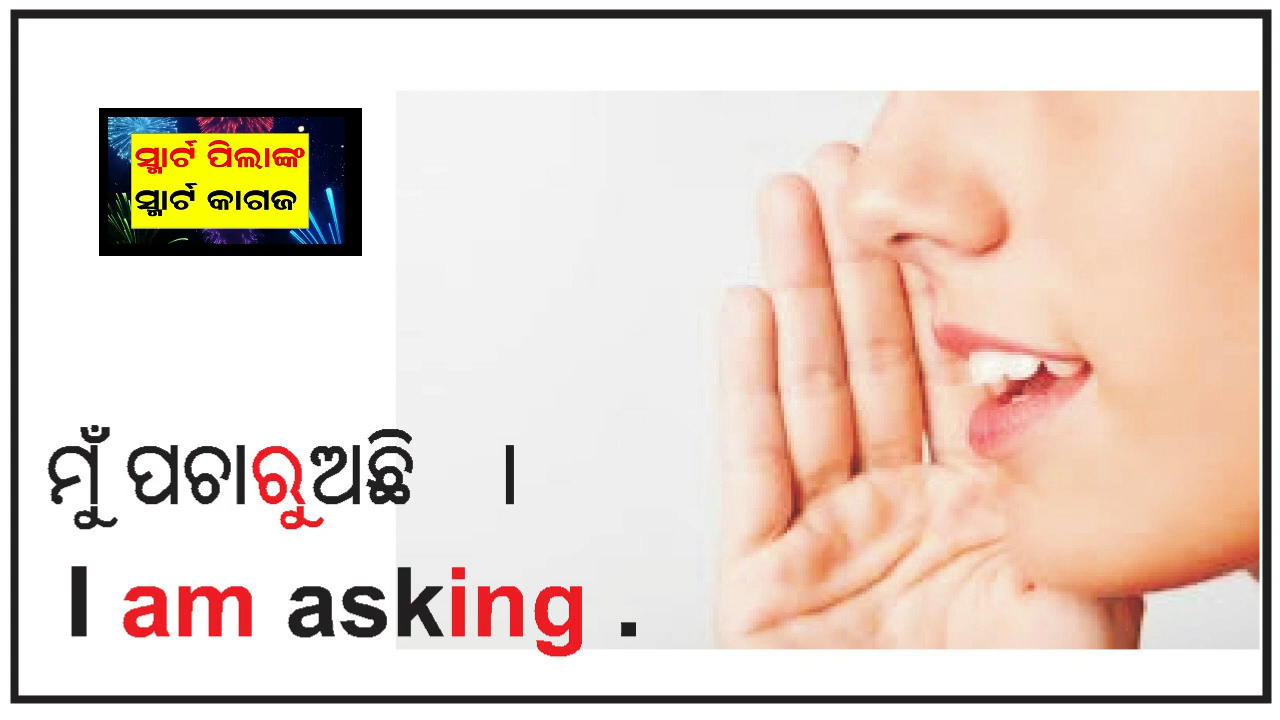 ସ୍ମାର୍ଟ ପିଲାଙ୍କ
ସ୍ମାର୍ଟ କାଗଜ
ମୁଁ ପଚାରୁଅଛି ।
I am asking .